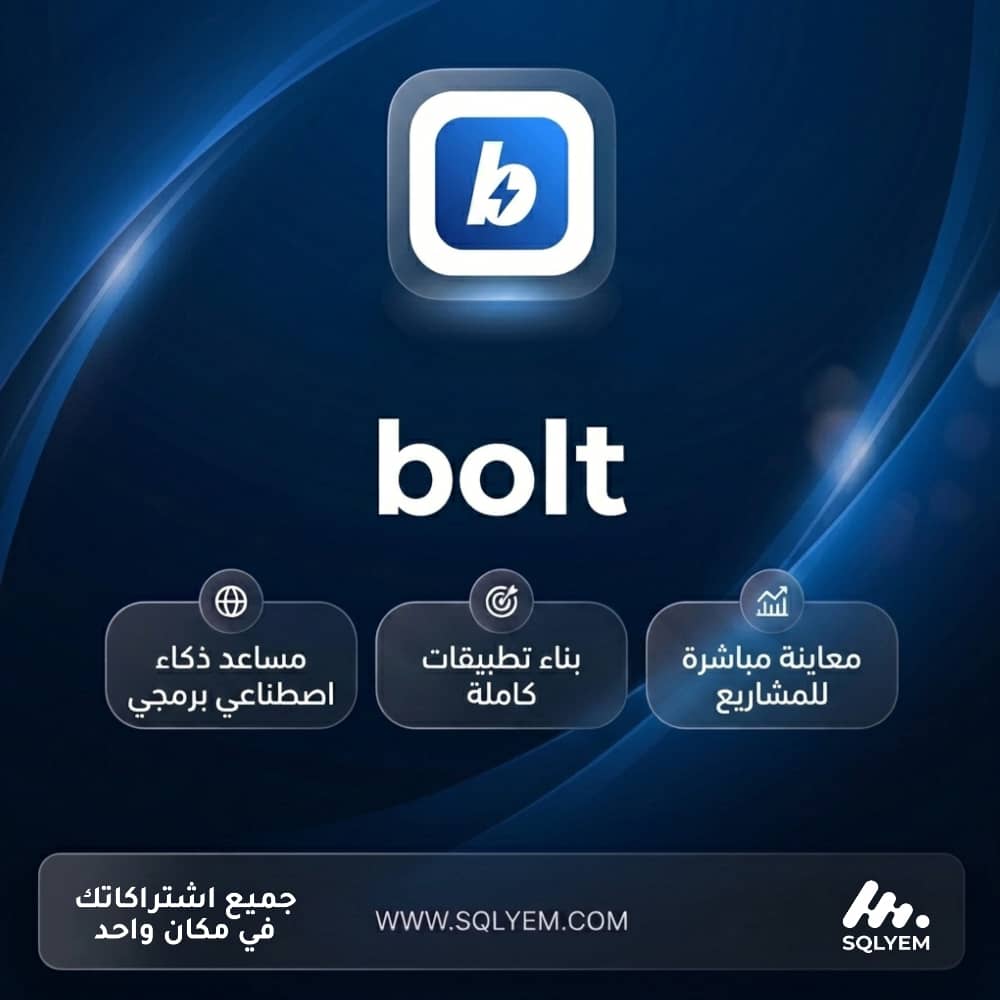 b
bolt
معاينة مباشرة
للمشاريع
بناء تطبيقات
كاملة
مساعد ذكاء
اصطناعي برمجي
SQLYEM
WWW.SQLYEM.COM
جميع اشتراكاتك
في مكان واحد